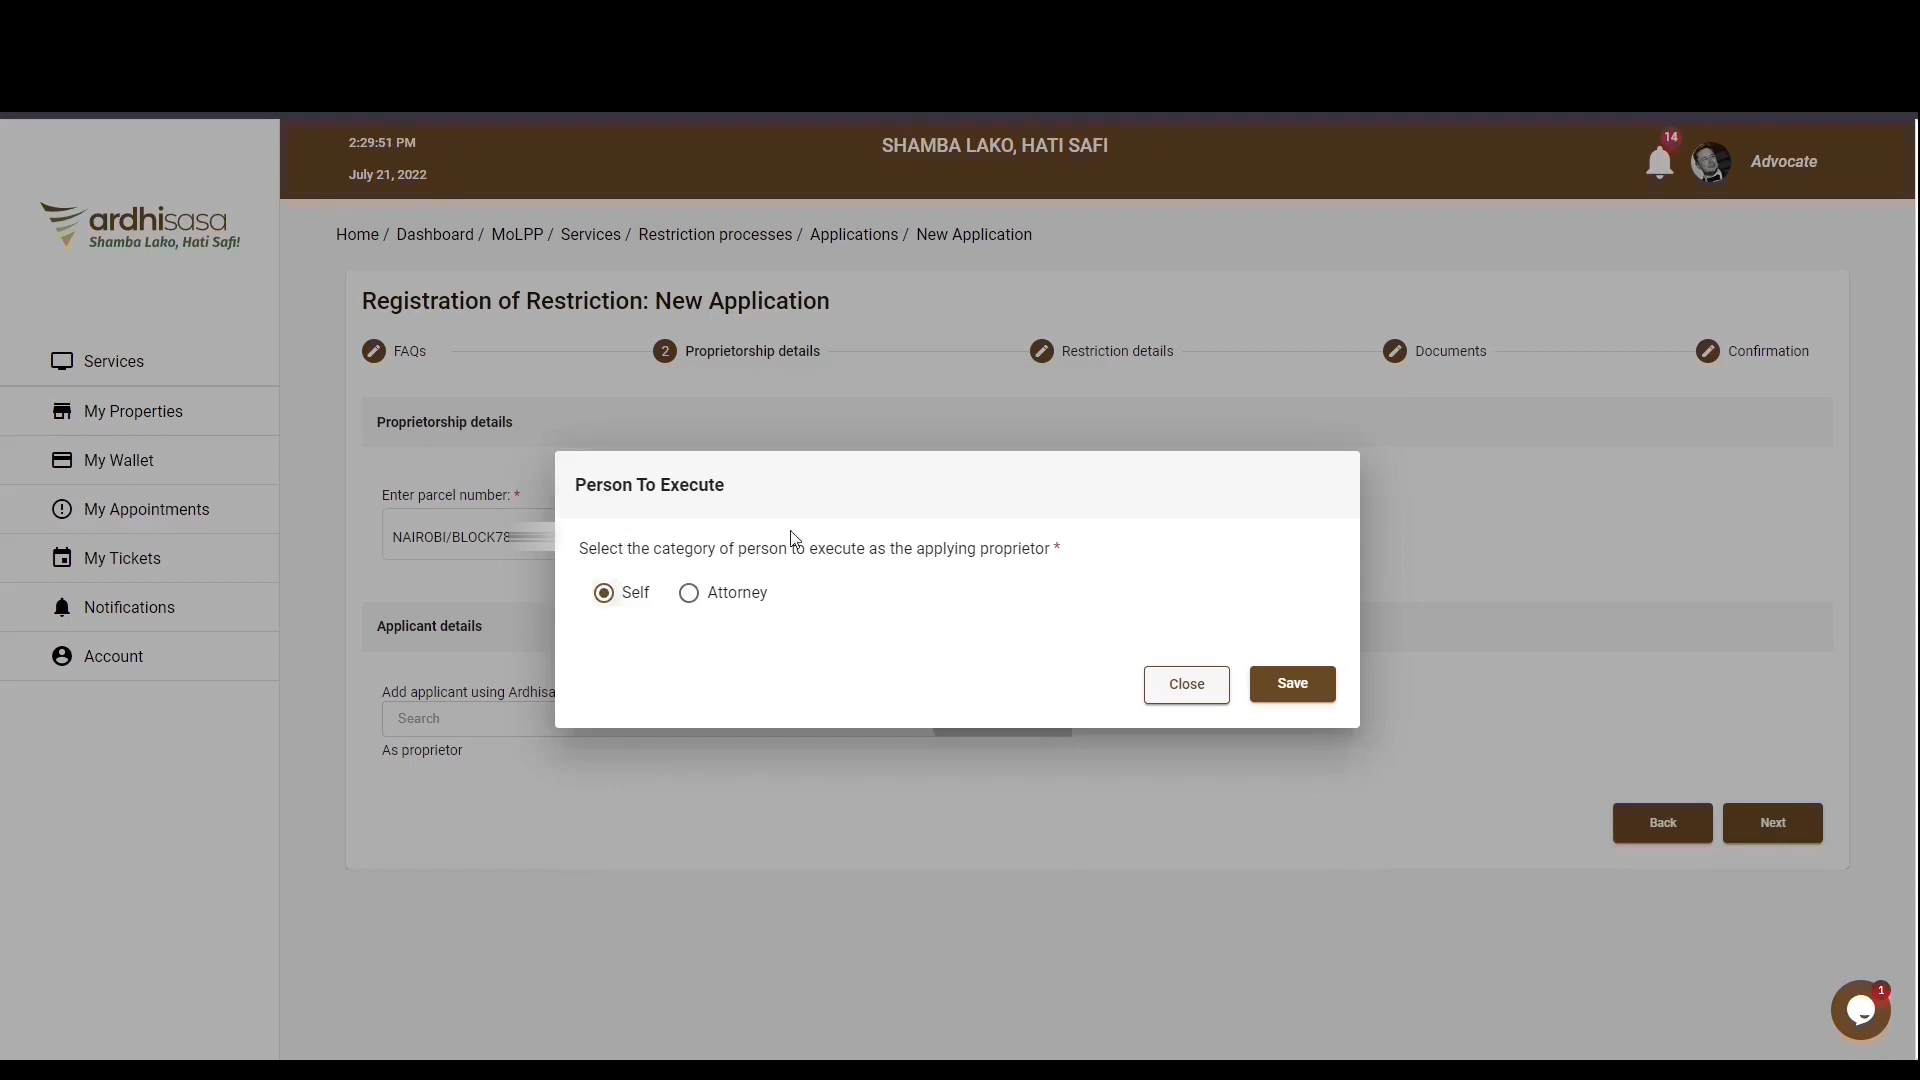 2:29:51 PM
SHAMBA LAKO, HATI SAFI
14
Advocate
July 21, 2022
ardhisasa
Shamba Lako, Hati Safi!
Home / Dashboard / MoLPP / Services / Restriction processes / Applications / New Application
Registration of Restriction: New Application
FAQs
2 Proprietorship details
Restriction details
Documents
Confirmation
Services
My Properties
My Wallet
My Appointments
My Tickets
Notifications
Account
Proprietorship details
Enter parcel number: *
NAIROBI/BLOCK78
Person To Execute
Select the category of person to execute as the applying proprietor *
Self Attorney
Close Save
Applicant details
Add applicant using
Search
As proprietor
Back Next
1